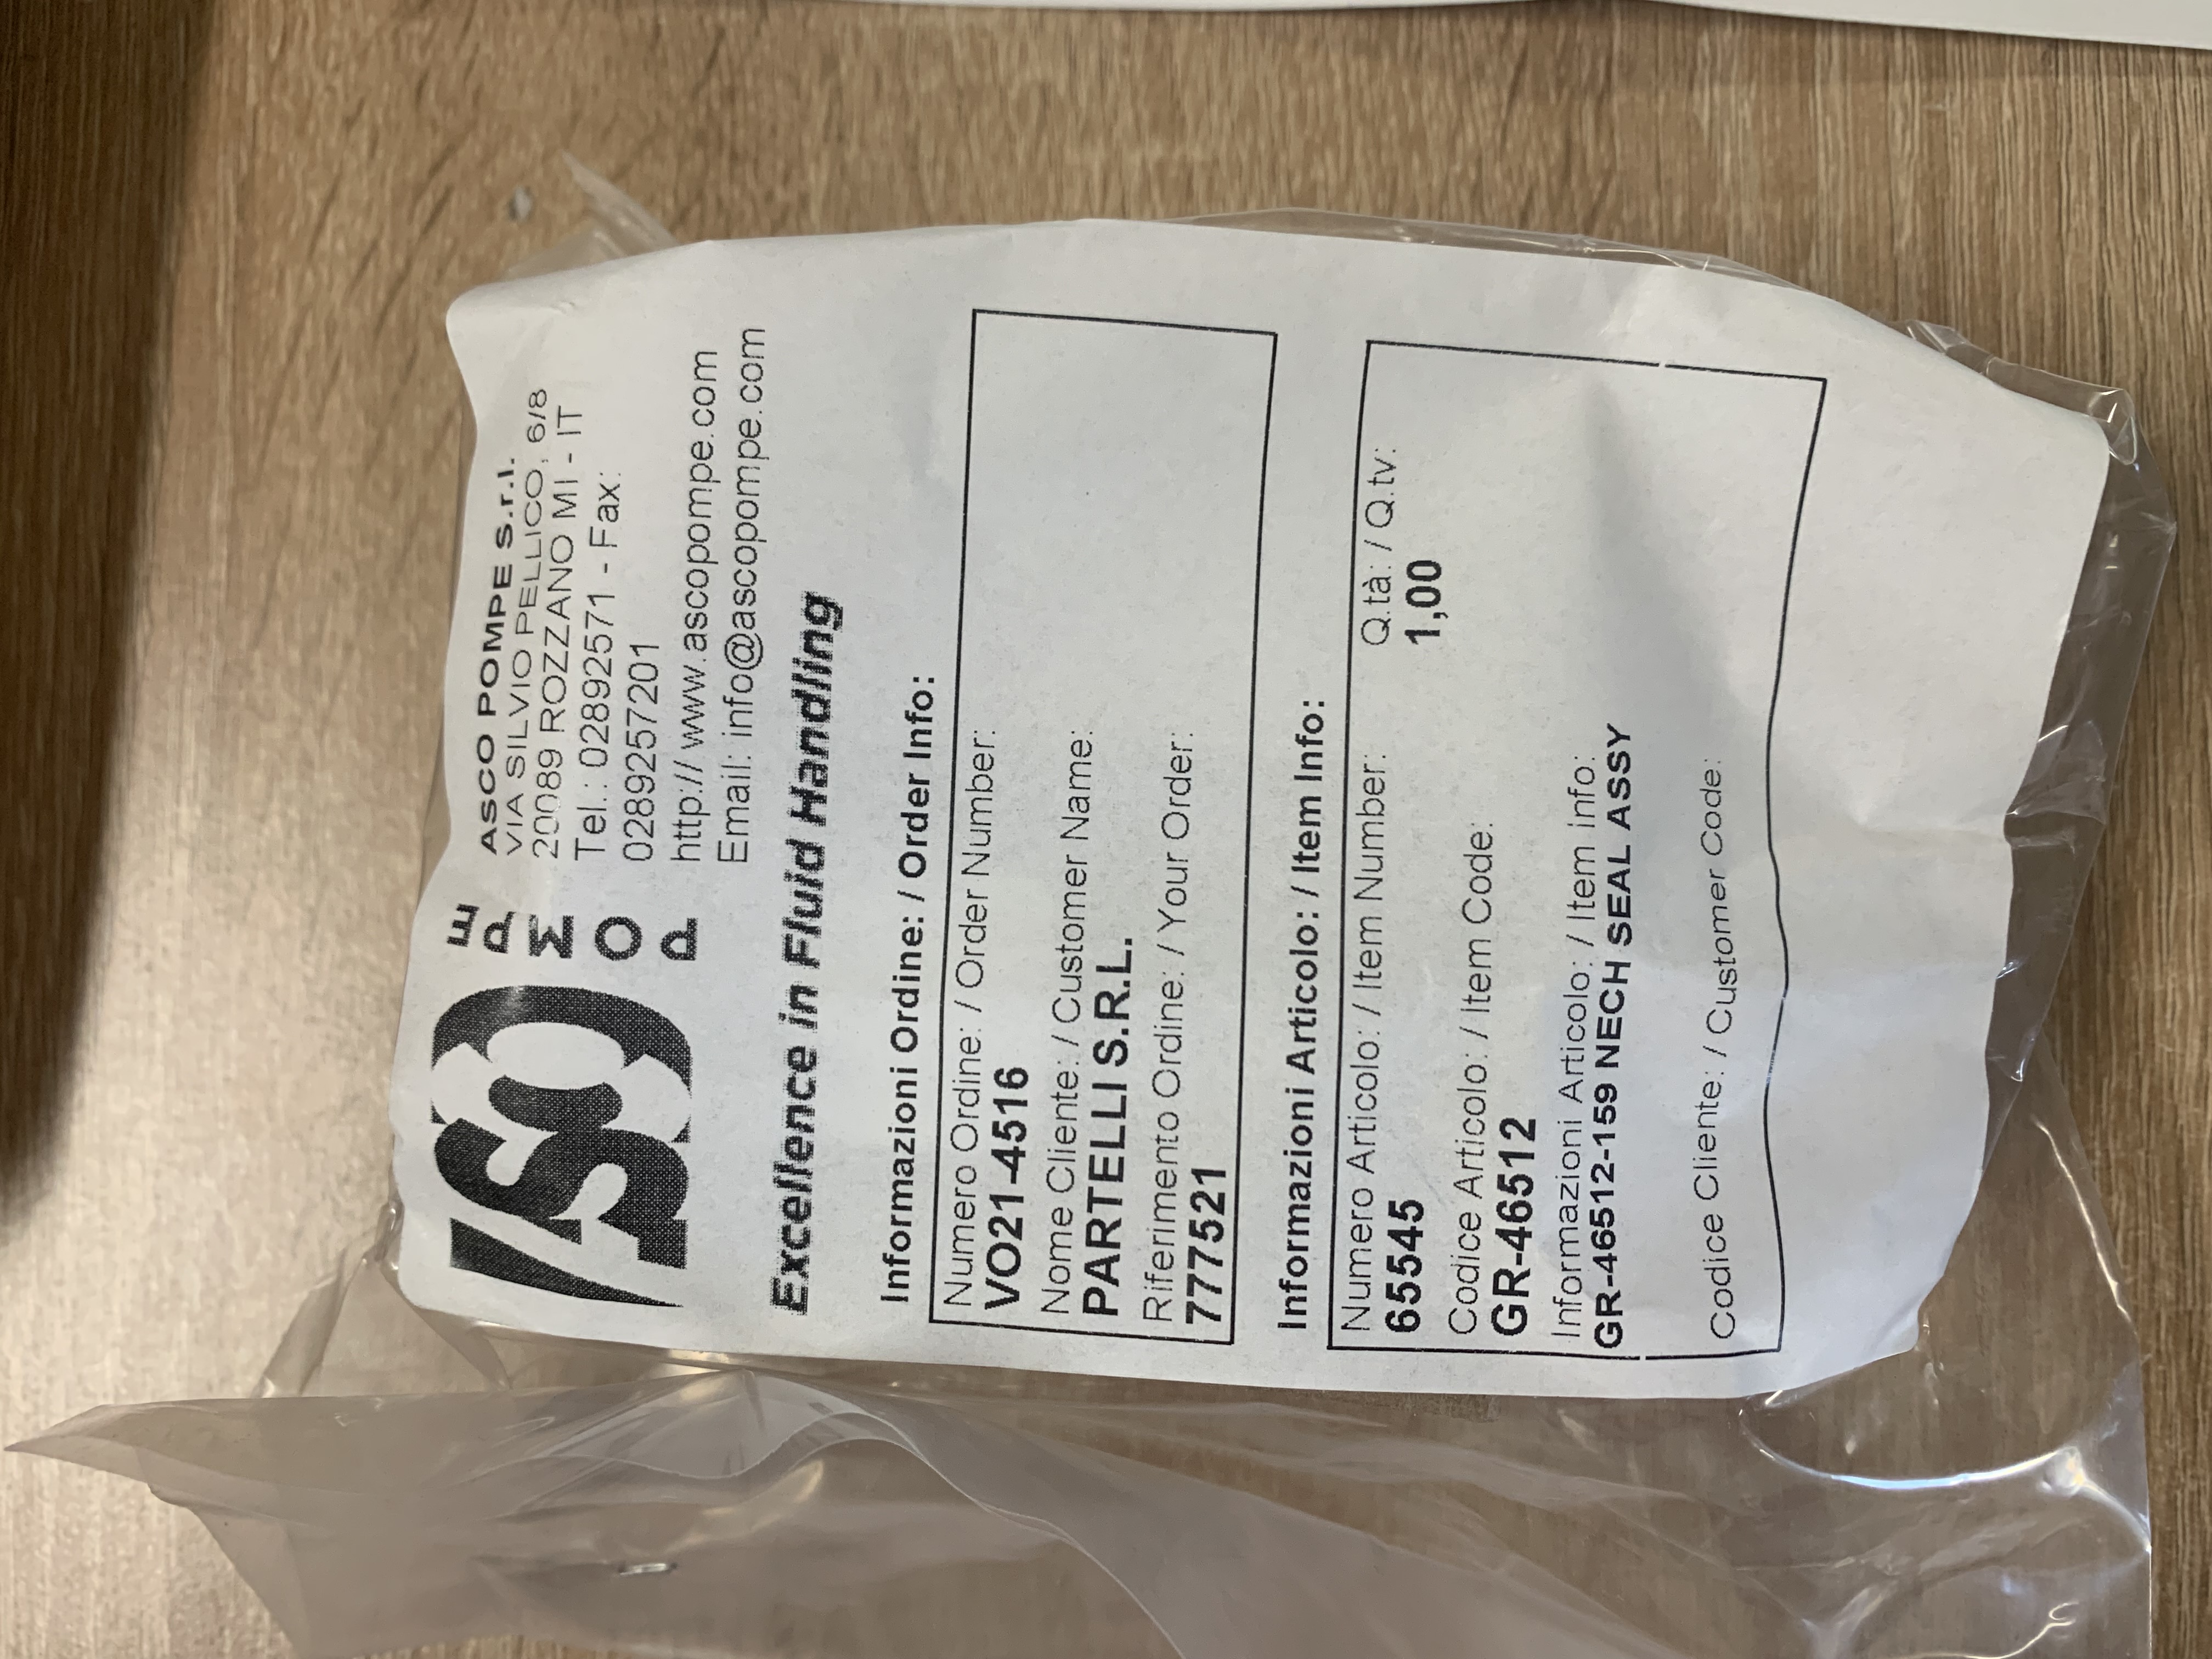 ASCO POMPE
ASCO POMPE S.r.l.
VIA SILVIO PELLICO, 6/8
20089 ROZZANO MI - IT
Tel.: 028892571 - Fax:
0289257201
http:// www.ascopompe.com
Email: info@ascopompe.com
Excellence in Fluid Handling
Informazioni Ordine: / Order Info:
Numero Ordine: / Order Number:
VO21-4516
Nome Cliente: / Customer Name:
PARTELLI S.R.L.
Riferimento Ordine: / Your Order:
777521
Informazioni Articolo: / Item Info:
Numero Articolo: / Item Number: Q.tà: / Q.tv:
65545 1,00
Codice Articolo: / Item Code:
GR-46512
Informazioni Articolo: / Item info:
GR-46512-159 NECH SEAL ASSY
Codice Cliente: / Customer Code: